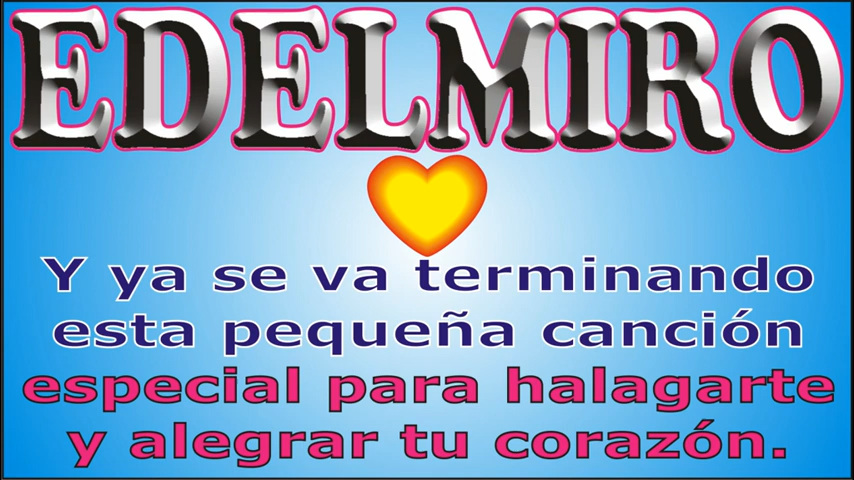 EDELMIRO
Y ya se va terminando
esta pequeña canción
especial para halagarte
y alegrar tu corazón.